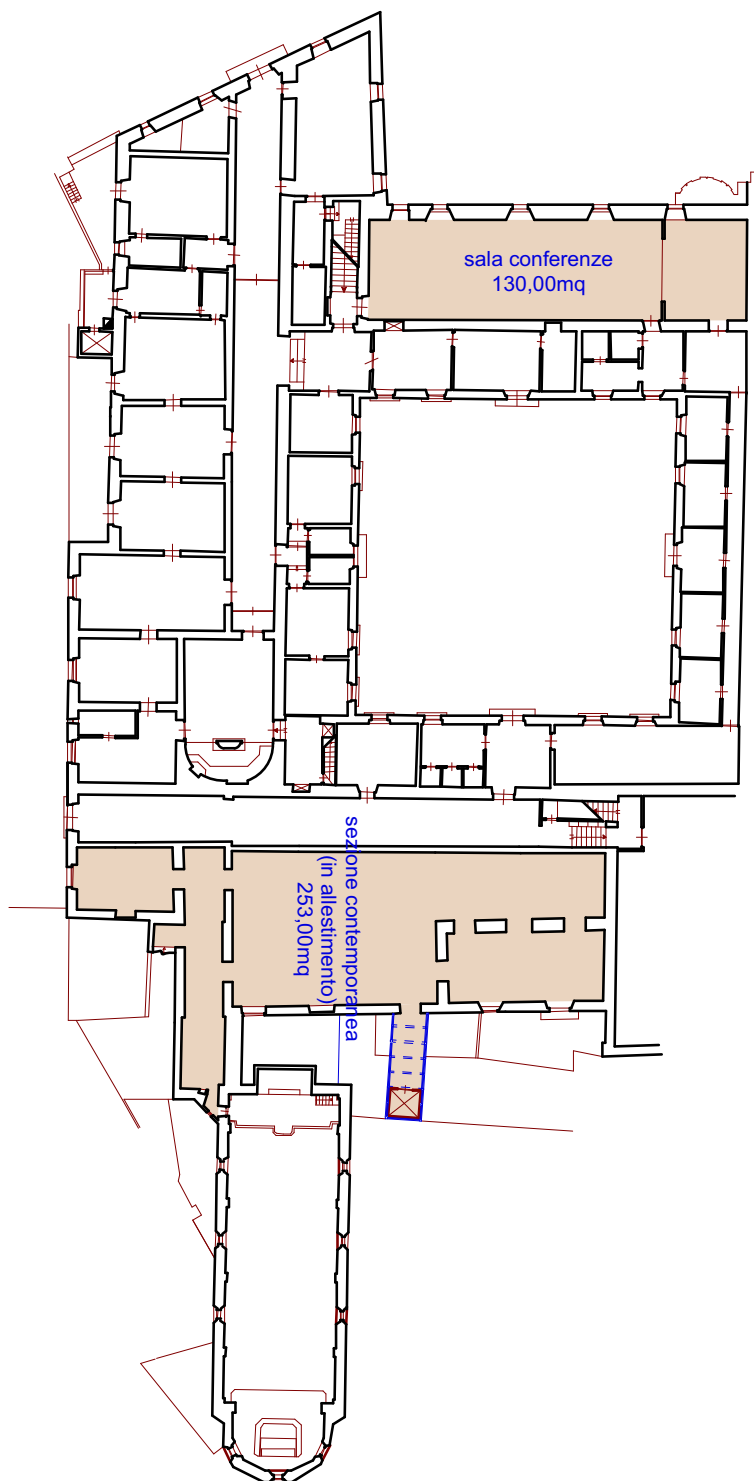 sala conferenze
130,00mq
sezione contemporanea
(in allestimento)
253,00mq